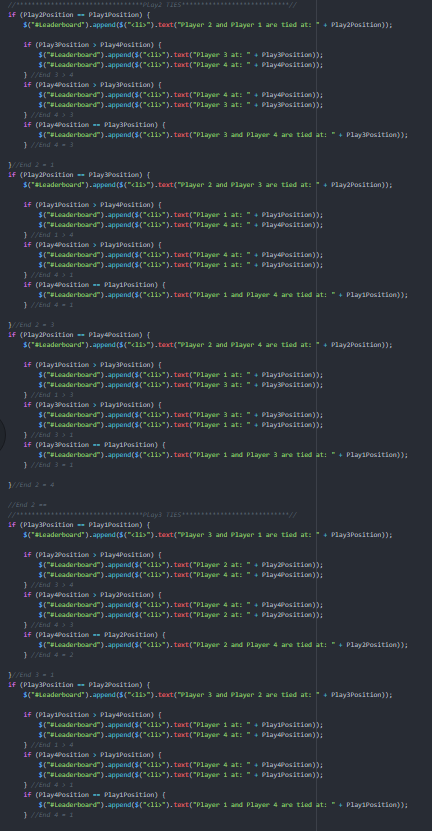 //*********************************Play2 TIES****************************//
if (Play2Position == Play1Position) {
$("#Leaderboard").append($("<li>").text("Player 2 and Player 1 are tied at: " + Play2Position));
if (Play3Position > Play4Position) {
$("#Leaderboard").append($("<li>").text("Player 3 at: " + Play3Position));
$("#Leaderboard").append($("<li>").text("Player 4 at: " + Play4Position));
} //End 3 > 4
if (Play4Position > Play3Position) {
$("#Leaderboard").append($("<li>").text("Player 4 at: " + Play4Position));
$("#Leaderboard").append($("<li>").text("Player 3 at: " + Play3Position));
} //End 4 > 3
if (Play4Position == Play3Position) {
$("#Leaderboard").append($("<li>").text("Player 3 and Player 4 are tied at: " + Play3Position));
} //End 4 = 3
}//End 2 = 1
if (Play2Position == Play3Position) {
$("#Leaderboard").append($("<li>").text("Player 2 and Player 3 are tied at: " + Play2Position));
if (Play1Position > Play4Position) {
$("#Leaderboard").append($("<li>").text("Player 1 at: " + Play1Position));
$("#Leaderboard").append($("<li>").text("Player 4 at: " + Play4Position));
} //End 1 > 4
if (Play4Position > Play1Position) {
$("#Leaderboard").append($("<li>").text("Player 4 at: " + Play4Position));
$("#Leaderboard").append($("<li>").text("Player 1 at: " + Play1Position));
} //End 4 > 1
if (Play4Position == Play1Position) {
$("#Leaderboard").append($("<li>").text("Player 1 and Player 4 are tied at: " + Play1Position));
} //End 4 = 1
}//End 2 = 3
if (Play2Position == Play4Position) {
$("#Leaderboard").append($("<li>").text("Player 2 and Player 4 are tied at: " + Play2Position));
if (Play1Position > Play3Position) {
$("#Leaderboard").append($("<li>").text("Player 1 at: " + Play1Position));
$("#Leaderboard").append($("<li>").text("Player 3 at: " + Play3Position));
} //End 1 > 3
if (Play3Position > Play1Position) {
$("#Leaderboard").append($("<li>").text("Player 3 at: " + Play3Position));
$("#Leaderboard").append($("<li>").text("Player 1 at: " + Play1Position));
} //End 3 > 1
if (Play3Position == Play1Position) {
$("#Leaderboard").append($("<li>").text("Player 1 and Player 3 are tied at: " + Play1Position));
} //End 3 = 1
}//End 2 = 4
//End 2 ==
//*********************************Play3 TIES****************************//
if (Play3Position == Play1Position) {
$("#Leaderboard").append($("<li>").text("Player 3 and Player 1 are tied at: " + Play3Position));
if (Play2Position > Play4Position) {
$("#Leaderboard").append($("<li>").text("Player 2 at: " + Play2Position));
$("#Leaderboard").append($("<li>").text("Player 4 at: " + Play4Position));
} //End 3 > 4
if (Play4Position > Play2Position) {
$("#Leaderboard").append($("<li>").text("Player 4 at: " + Play4Position));
$("#Leaderboard").append($("<li>").text("Player 2 at: " + Play2Position));
} //End 4 > 3
if (Play4Position == Play2Position) {
$("#Leaderboard").append($("<li>").text("Player 2 and Player 4 are tied at: " + Play2Position));
} //End 4 = 2
}//End 3 = 1
if (Play3Position == Play2Position) {
$("#Leaderboard").append($("<li>").text("Player 3 and Player 2 are tied at: " + Play3Position));
if (Play1Position > Play4Position) {
$("#Leaderboard").append($("<li>").text("Player 1 at: " + Play1Position));
$("#Leaderboard").append($("<li>").text("Player 4 at: " + Play4Position));
} //End 1 > 4
if (Play4Position > Play1Position) {
$("#Leaderboard").append($("<li>").text("Player 4 at: " + Play4Position));
$("#Leaderboard").append($("<li>").text("Player 1 at: " + Play1Position));
} //End 4 > 1
if (Play4Position == Play1Position) {
$("#Leaderboard").append($("<li>").text("Player 1 and Player 4 are tied at: " + Play1Position));
} //End 4 = 1